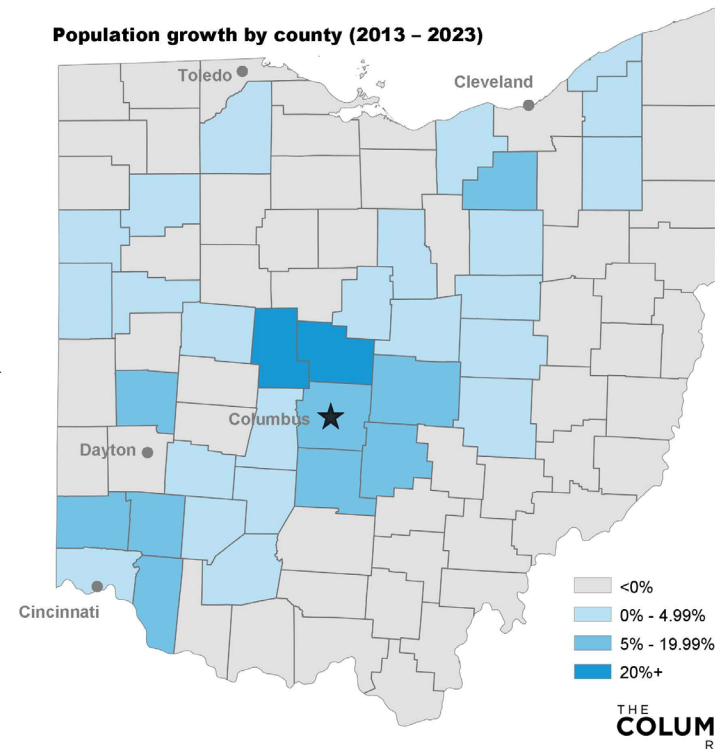 Population growth by county (2013 – 2023)
Toledo
Cleveland
Columbus
Dayton
Cincinnati
<0%
0% - 4.99%
5% - 19.99%
20%+
THE
COLUM
R